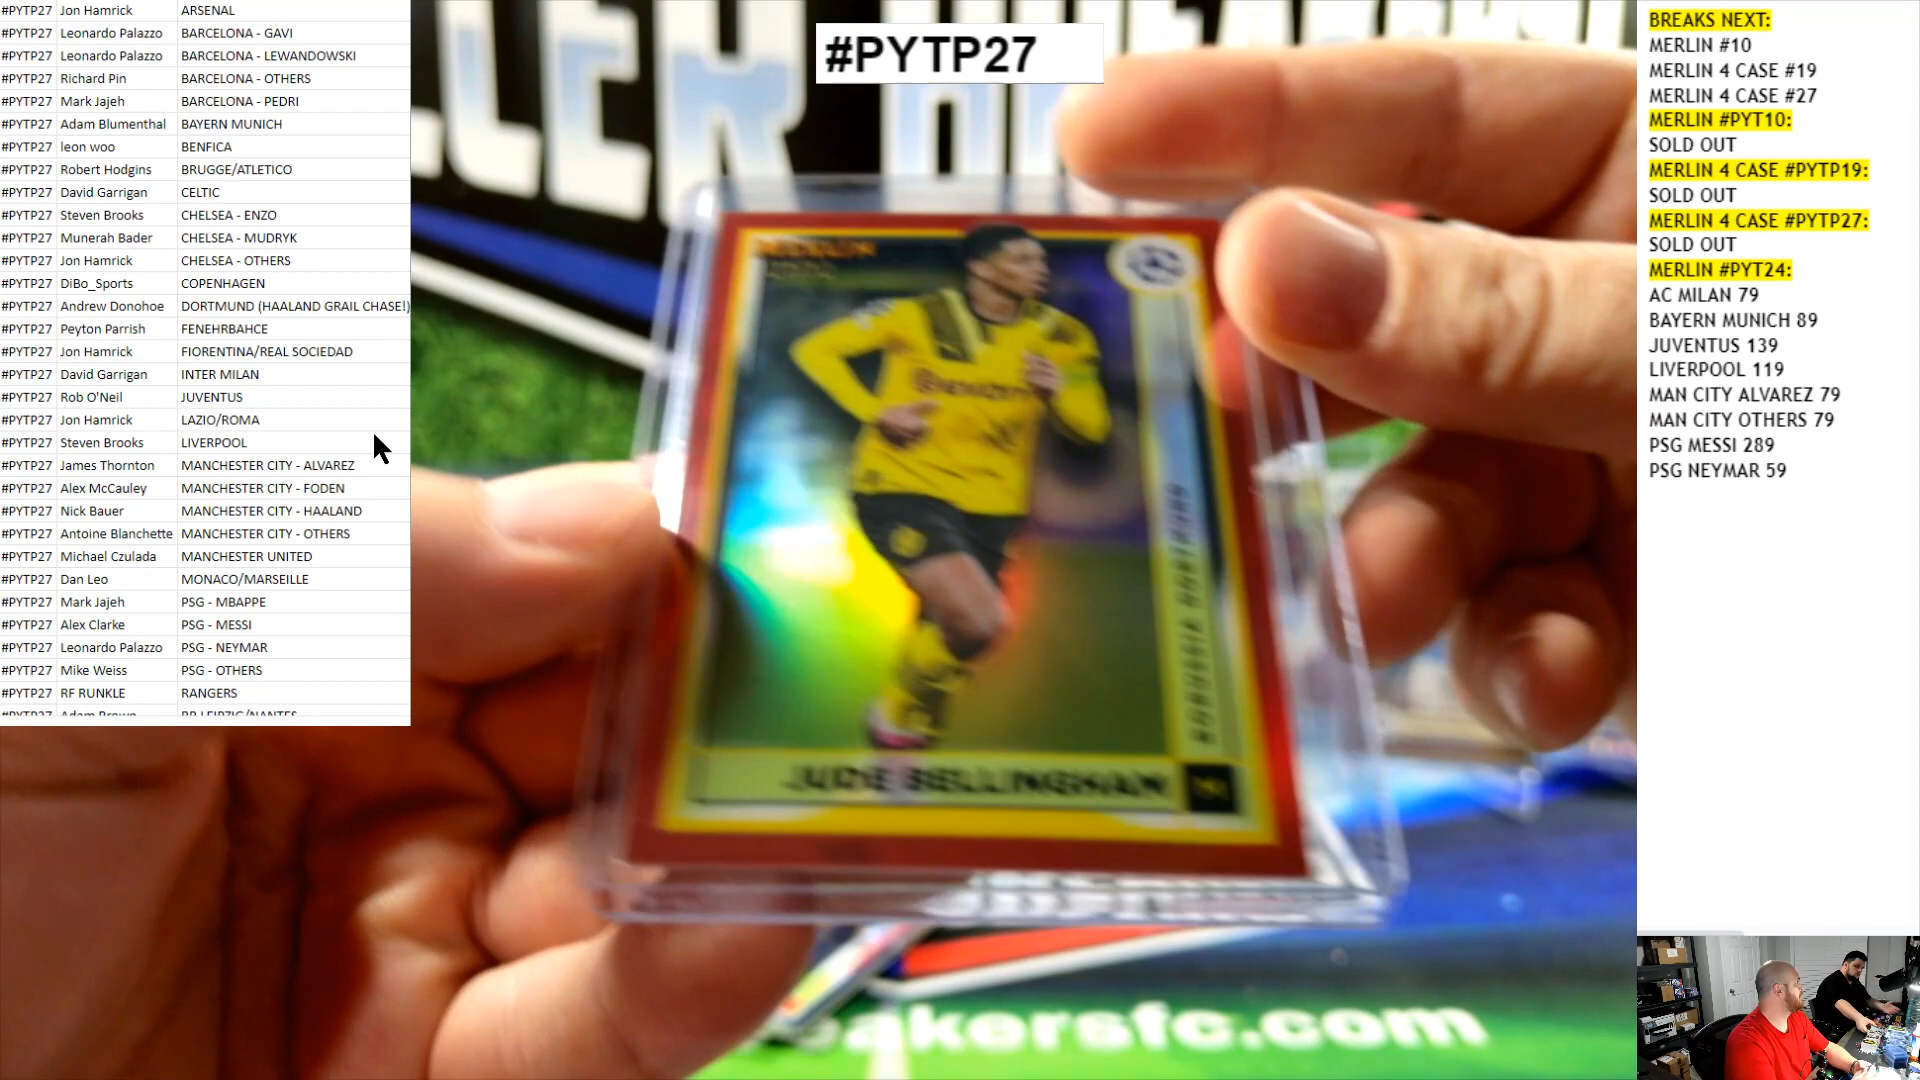 #PYTP27 Jon Hamrick ARSENAL
#PYTP27 Leonardo Palazzo BARCELONA - GAVI
#PYTP27 Leonardo Palazzo BARCELONA - LEWANDOWSKI
#PYTP27 Richard Pin BARCELONA - OTHERS
#PYTP27 Mark Jajeh BARCELONA - PEDRI
#PYTP27 Adam Blumenthal BAYERN MUNICH
#PYTP27 leon woo BENFICA
#PYTP27 Robert Hodgins BRUGGE/ATLETICO
#PYTP27 David Garrigan CELTIC
#PYTP27 Steven Brooks CHELSEA - ENZO
#PYTP27 Munerah Bader CHELSEA - MUDRYK
#PYTP27 Jon Hamrick CHELSEA - OTHERS
#PYTP27 DiBo_Sports COPENHAGEN
#PYTP27 Andrew Donohoe DORTMUND (HAALAND GRAIL CHASE!)
#PYTP27 Peyton Parrish FENEHRBAHCE
#PYTP27 Jon Hamrick FIORENTINA/REAL SOCIEDAD
#PYTP27 David Garrigan INTER MILAN
#PYTP27 Rob O'Neil JUVENTUS
#PYTP27 Jon Hamrick LAZIO/ROMA
#PYTP27 Steven Brooks LIVERPOOL
#PYTP27 James Thornton MANCHESTER CITY - ALVAREZ
#PYTP27 Alex McCauley MANCHESTER CITY - FODEN
#PYTP27 Nick Bauer MANCHESTER CITY - HAALAND
#PYTP27 Antoine Blanchette MANCHESTER CITY - OTHERS
#PYTP27 Michael Czulada MANCHESTER UNITED
#PYTP27 Dan Leo MONACO/MARSEILLE
#PYTP27 Mark Jajeh PSG - MBAPPE
#PYTP27 Alex Clarke PSG - MESSI
#PYTP27 Leonardo Palazzo PSG - NEYMAR
#PYTP27 Mike Weiss PSG - OTHERS
#PYTP27 RF RUNKLE RANGERS
#PYTP27 Adam Brown RB LEIPZIG/NANTES
#PYTP27
MERLIN
BORUSSIA DORTMUND
JUDE BELLINGHAM
akersfc.com
BREAKS NEXT:
MERLIN #10
MERLIN 4 CASE #19
MERLIN 4 CASE #27
MERLIN #PYT10:
SOLD OUT
MERLIN 4 CASE #PYTP19:
SOLD OUT
MERLIN 4 CASE #PYTP27:
SOLD OUT
MERLIN #PYT24:
AC MILAN 79
BAYERN MUNICH 89
JUVENTUS 139
LIVERPOOL 119
MAN CITY ALVAREZ 79
MAN CITY OTHERS 79
PSG MESSI 289
PSG NEYMAR 59